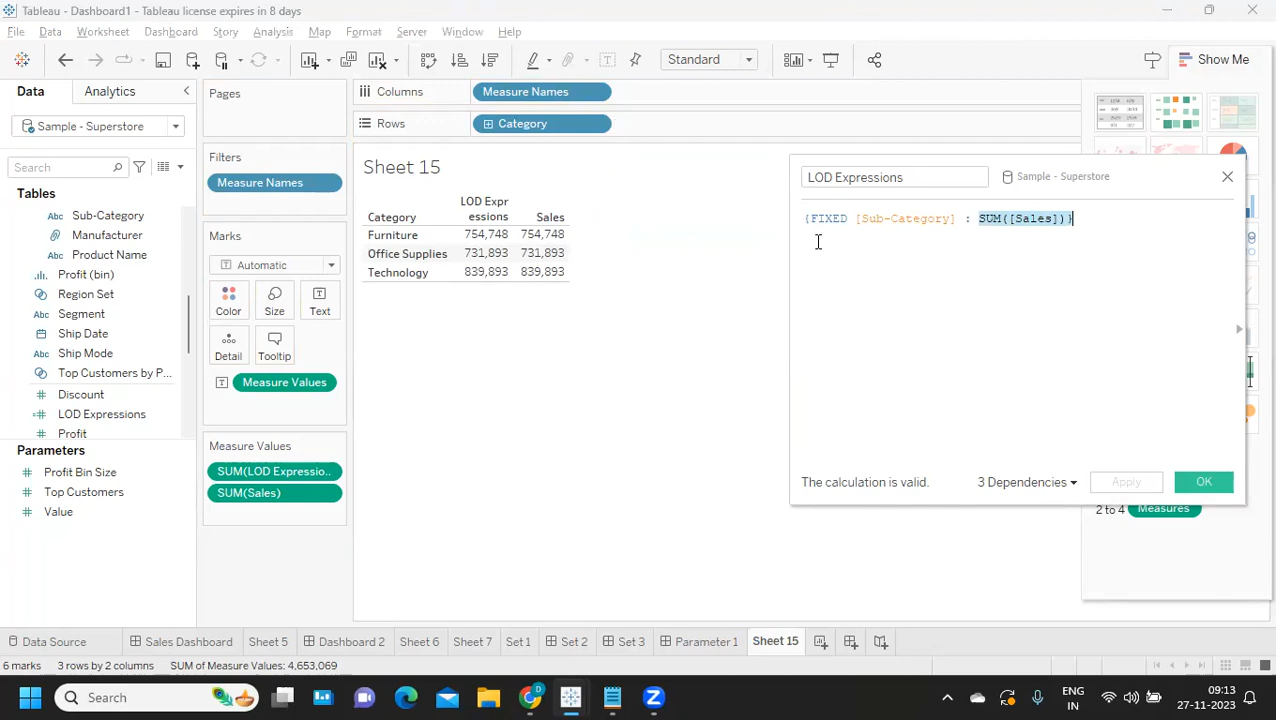 Tableau - Dashboard1 - Tableau license expires in 8 days
File Data Worksheet Dashboard Story Analysis Map Format Server Window Help
Standard
Show Me
Data Analytics
Pages
Columns Measure Names
Rows Category
Sample - Superstore
Search
Tables
Sub-Category
Manufacturer
Product Name
Profit (bin)
Region Set
Segment
Ship Date
Ship Mode
Top Customers by P...
Discount
LOD Expressions
Profit
Parameters
Profit Bin Size
Top Customers
Value
Filters
Measure Names
Marks
Automatic
Color Size Text
Detail Tooltip
Measure Values
Measure Values
SUM(LOD Expressio..
SUM(Sales)
Sheet 15
LOD Expr
Category essions Sales
Furniture 754,748 754,748
Office Supplies 731,893 731,893
Technology 839,893 839,893
LOD Expressions Sample - Superstore
{FIXED [Sub-Category] : SUM([Sales])}
The calculation is valid. 3 Dependencies Apply OK
2 to 4 Measures
Data Source Sales Dashboard Sheet 5 Dashboard 2 Sheet 6 Sheet 7 Set 1 Set 2 Set 3 Parameter 1 Sheet 15
6 marks 3 rows by 2 columns SUM of Measure Values: 4,653,069
Search
ENG
IN
09:13
27-11-2023